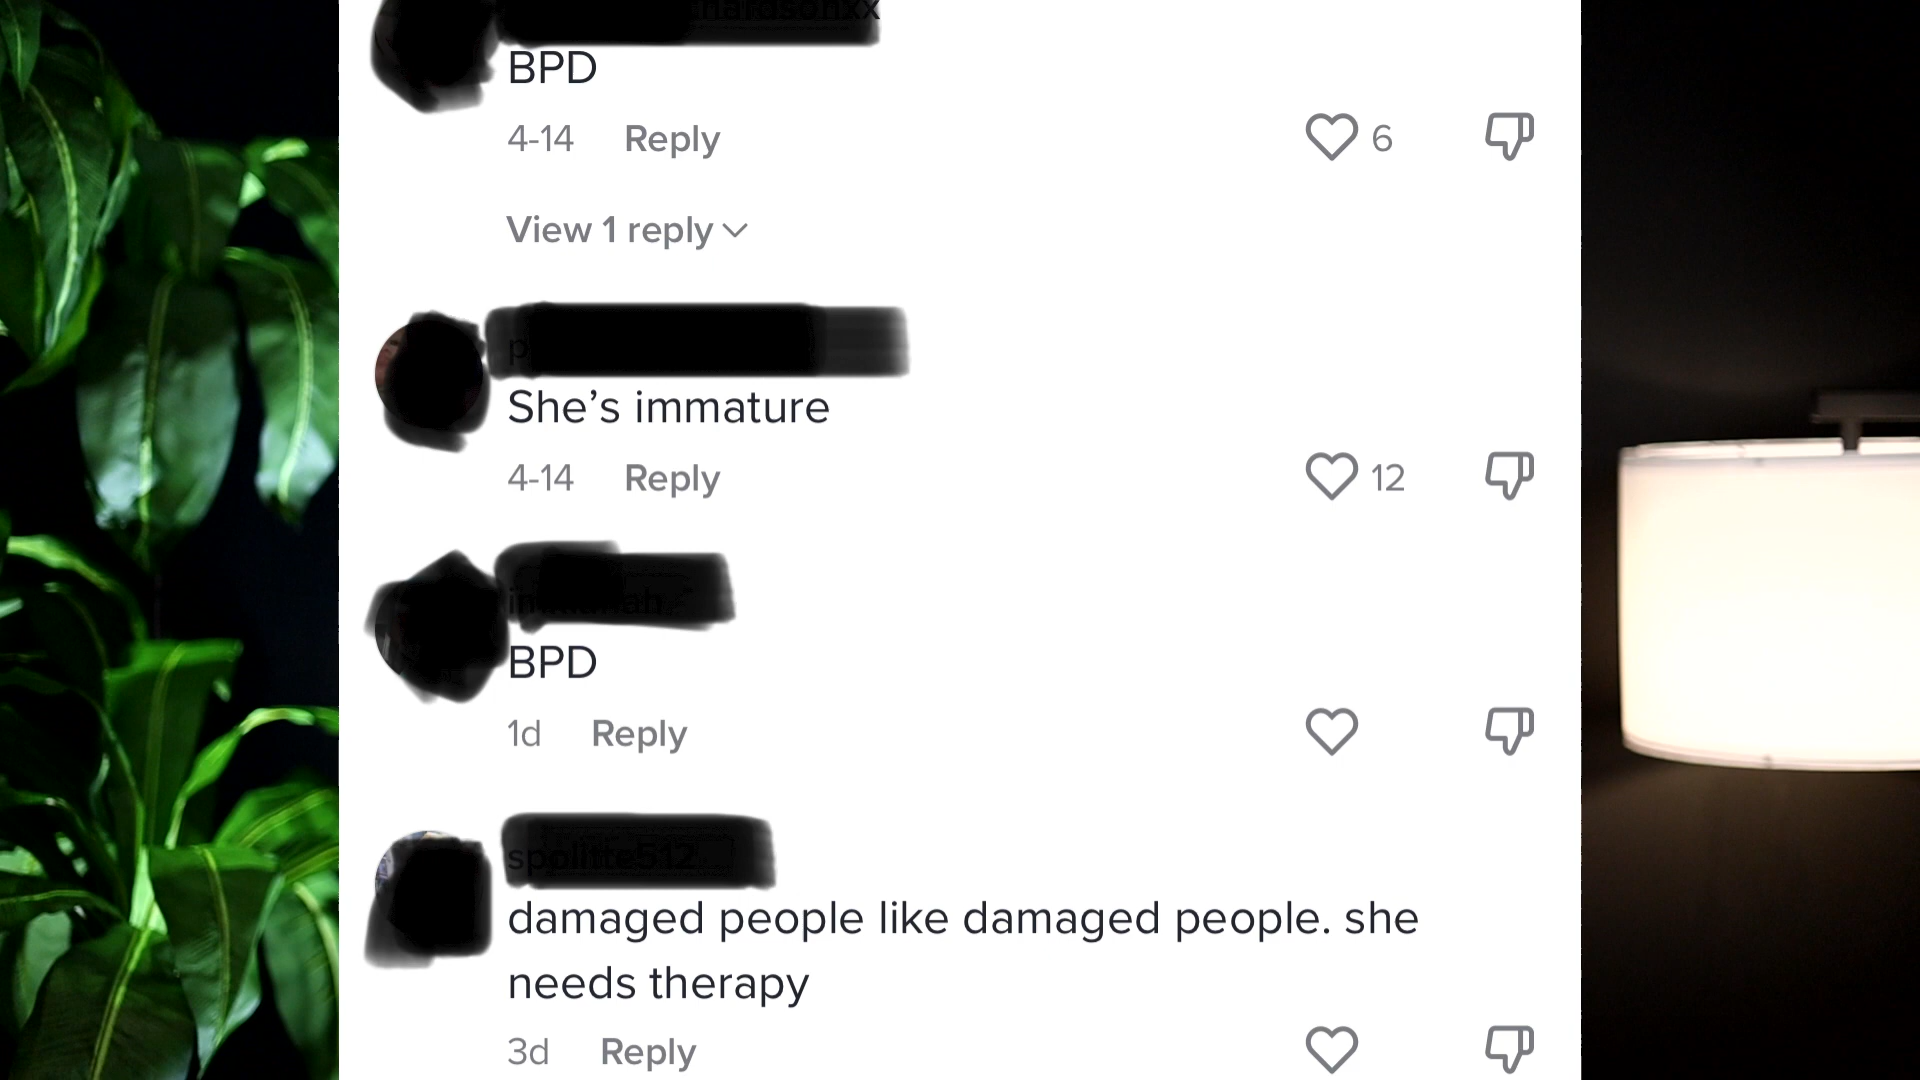 BPD
4-14 Reply 6
View 1 reply
She’s immature
4-14 Reply 12
BPD
1d Reply
damaged people like damaged people. she
needs therapy
3d Reply